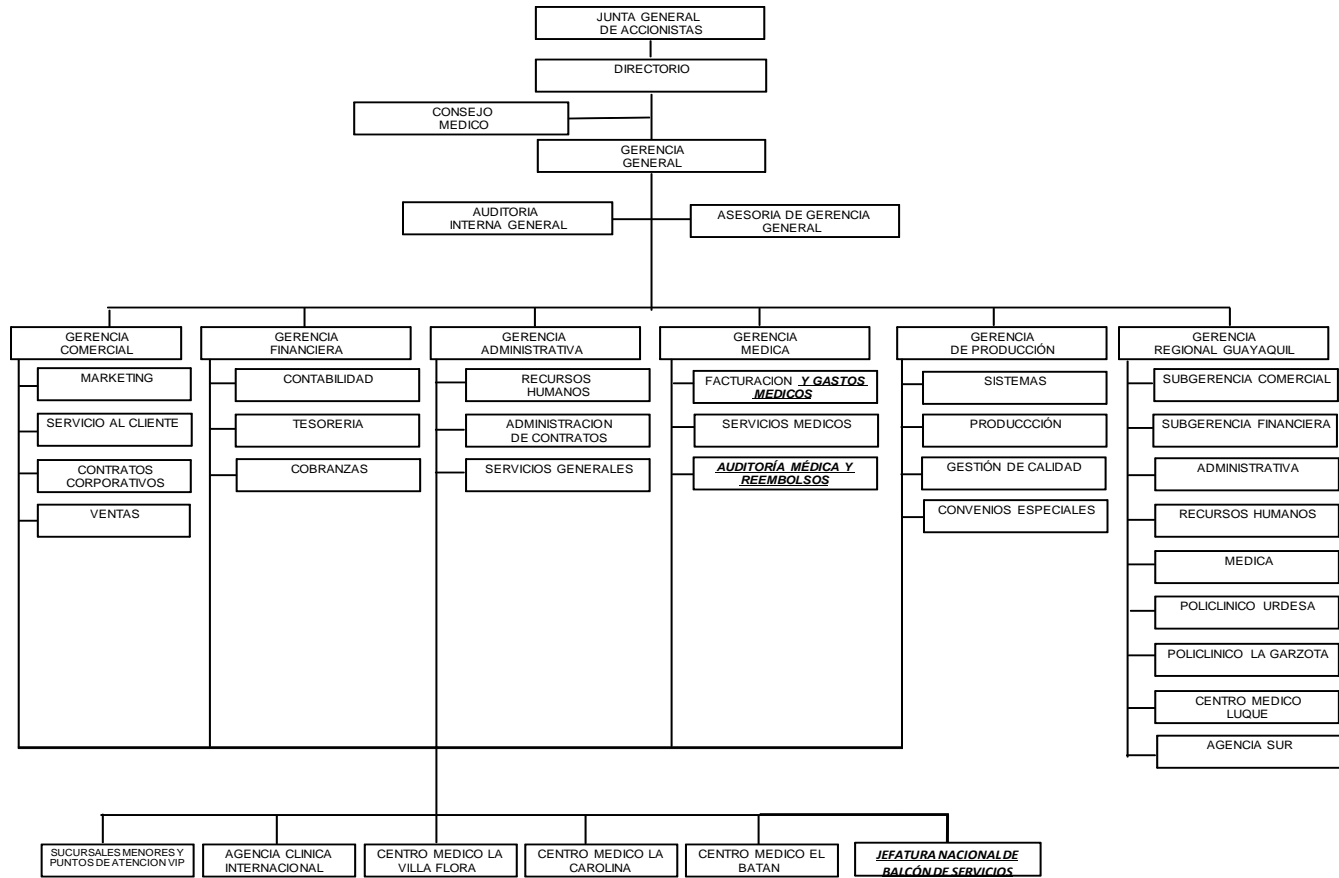 JUNTA GENERAL
DE ACCIONISTAS
DIRECTORIO
CONSEJO
MEDICO
GERENCIA
GENERAL
AUDITORIA
INTERNA GENERAL
ASESORIA DE GERENCIA
GENERAL
GERENCIA
COMERCIAL
MARKETING
SERVICIO AL CLIENTE
CONTRATOS
CORPORATIVOS
VENTAS
GERENCIA
FINANCIERA
CONTABILIDAD
TESORERIA
COBRANZAS
GERENCIA
ADMINISTRATIVA
RECURSOS
HUMANOS
ADMINISTRACION
DE CONTRATOS
SERVICIOS GENERALES
GERENCIA
MEDICA
FACTURACION Y GASTOS
MEDICOS
SERVICIOS MEDICOS
AUDITORÍA MÉDICA Y
REEMBOLSOS
GERENCIA
DE PRODUCCIÓN
SISTEMAS
PRODUCCCIÓN
GESTIÓN DE CALIDAD
CONVENIOS ESPECIALES
GERENCIA
REGIONAL GUAYAQUIL
SUBGERENCIA COMERCIAL
SUBGERENCIA FINANCIERA
ADMINISTRATIVA
RECURSOS HUMANOS
MEDICA
POLICLINICO URDESA
POLICLINICO LA GARZOTA
CENTRO MEDICO
LUQUE
AGENCIA SUR
SUCURSALES MENORES Y
PUNTOS DE ATENCION VIP
AGENCIA CLINICA
INTERNACIONAL
CENTRO MEDICO LA
VILLA FLORA
CENTRO MEDICO LA
CAROLINA
CENTRO MEDICO EL
BATAN
JEFATURA NACIONAL DE
BALCÓN DE SERVICIOS